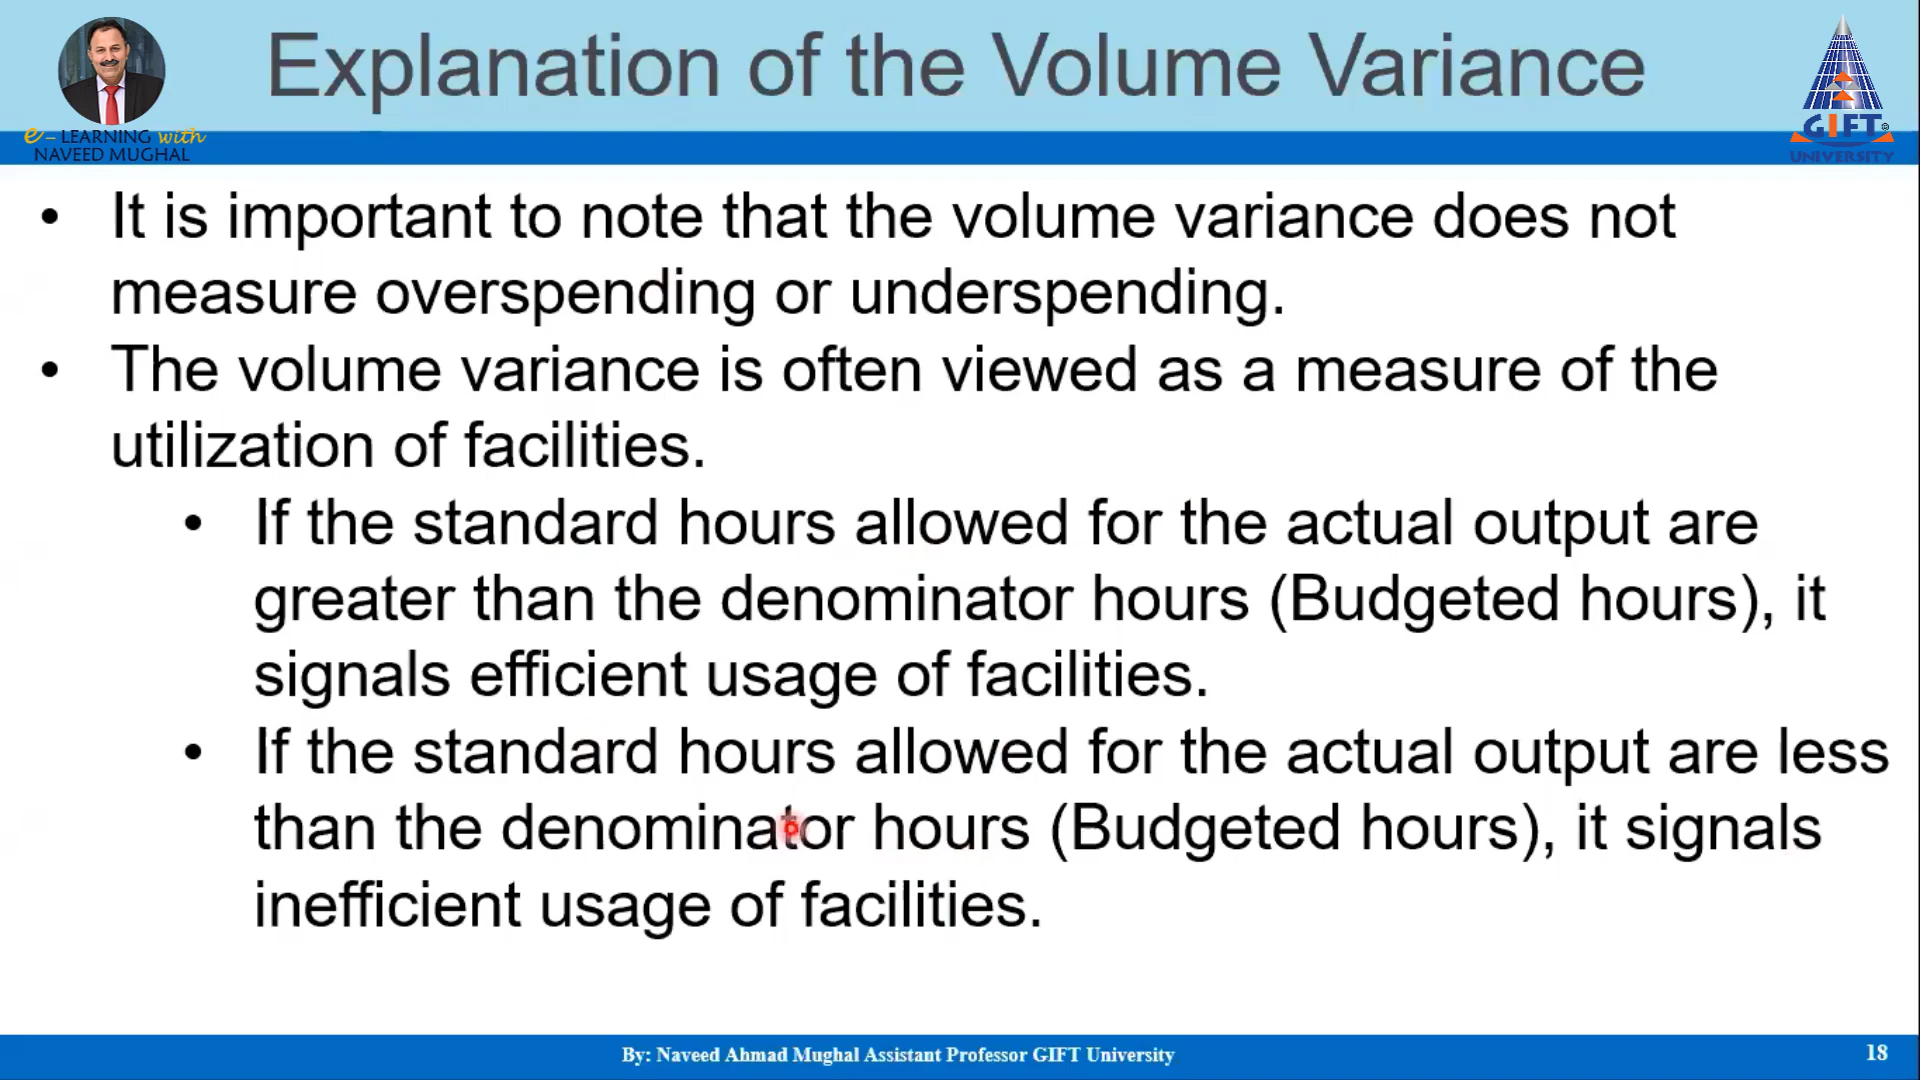 Explanation of the Volume Variance
e – LEARNING with
NAVEED MUGHAL
GIFT©
UNIVERSITY
• It is important to note that the volume variance does not
measure overspending or underspending.
• The volume variance is often viewed as a measure of the
utilization of facilities.
• If the standard hours allowed for the actual output are
greater than the denominator hours (Budgeted hours), it
signals efficient usage of facilities.
• If the standard hours allowed for the actual output are less
than the denominator hours (Budgeted hours), it signals
inefficient usage of facilities.
By: Naveed Ahmad Mughal Assistant Professor GIFT University
18